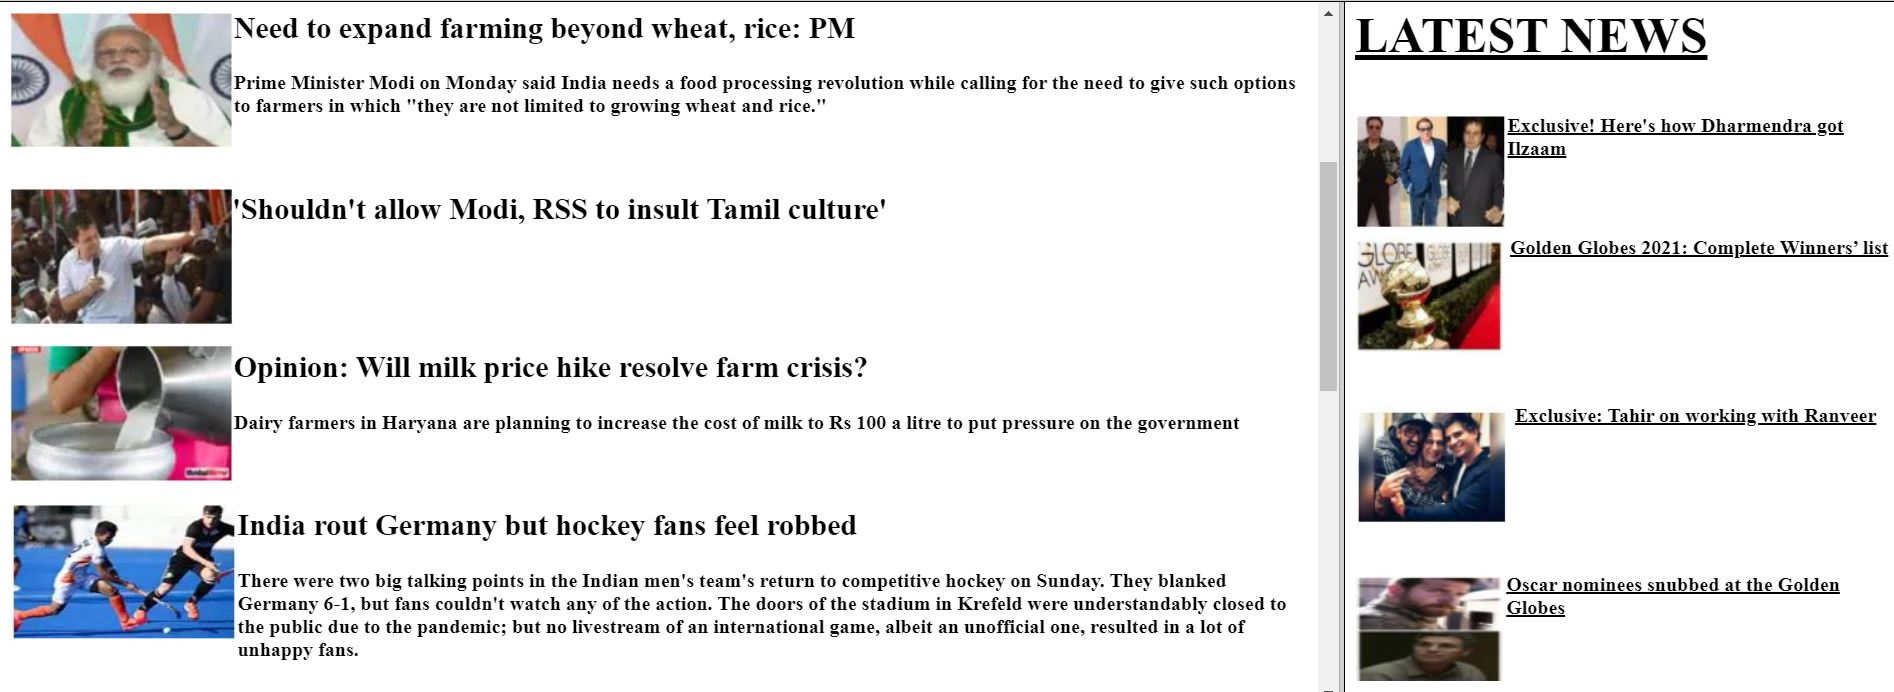 Need to expand farming beyond wheat, rice: PM
Prime Minister Modi on Monday said India needs a food processing revolution while calling for the need to give such options
to farmers in which "they are not limited to growing wheat and rice."
'Shouldn't allow Modi, RSS to insult Tamil culture'
Opinion: Will milk price hike resolve farm crisis?
Dairy farmers in Haryana are planning to increase the cost of milk to Rs 100 a litre to put pressure on the government
India rout Germany but hockey fans feel robbed
There were two big talking points in the Indian men's team's return to competitive hockey on Sunday. They blanked
Germany 6-1, but fans couldn't watch any of the action. The doors of the stadium in Krefeld were understandably closed to
the public due to the pandemic; but no livestream of an international game, albeit an unofficial one, resulted in a lot of
unhappy fans.
LATEST NEWS
Exclusive! Here's how Dharmendra got
Ilzaam
GLOBE
Golden Globes 2021: Complete Winners’ list
Exclusive: Tahir on working with Ranveer
Oscar nominees snubbed at the Golden
Globes